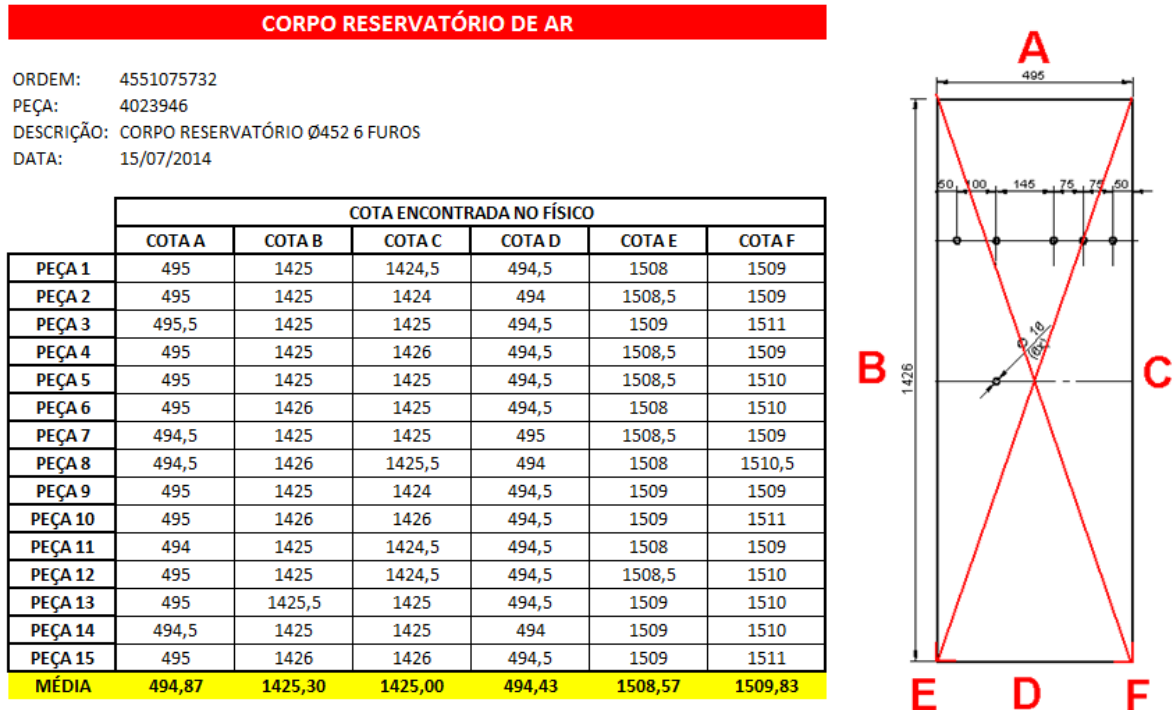 CORPO RESERVATÓRIO DE AR
ORDEM: 4551075732
PEÇA: 4023946
DESCRIÇÃO: CORPO RESERVATÓRIO Ø452 6 FUROS
DATA: 15/07/2014
COTA ENCONTRADA NO FÍSICO
COTA A COTA B COTA C COTA D COTA E COTA F
PEÇA 1 495 1425 1424,5 494,5 1508 1509
PEÇA 2 495 1425 1424 494 1508,5 1509
PEÇA 3 495,5 1425 1425 494,5 1509 1511
PEÇA 4 495 1425 1426 494,5 1508,5 1509
PEÇA 5 495 1425 1425 494,5 1508,5 1510
PEÇA 6 495 1426 1425 494,5 1508 1510
PEÇA 7 494,5 1425 1425 495 1508,5 1509
PEÇA 8 494,5 1426 1425,5 494 1508 1510,5
PEÇA 9 495 1425 1424 494,5 1509 1509
PEÇA 10 495 1426 1426 494,5 1509 1511
PEÇA 11 494 1425 1424,5 494,5 1508 1509
PEÇA 12 495 1425 1424,5 494,5 1508,5 1510
PEÇA 13 495 1425,5 1425 494,5 1509 1510
PEÇA 14 494,5 1425 1425 494 1509 1510
PEÇA 15 495 1426 1426 494,5 1509 1511
MÉDIA 494,87 1425,30 1425,00 494,43 1508,57 1509,83
A
495
50 100 145 75 75 50
B
1426
C
E D F